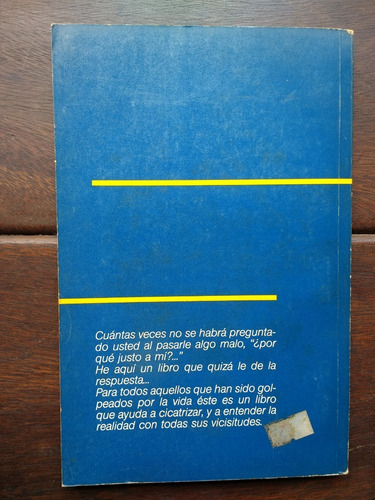 Cuántas veces no se habrá pregunta-
do usted al pasarle algo malo, "¿por
qué justo a mí?..."
He aquí un libro que quizá le de la
respuesta...
Para todos aquellos que han sido gol-
peados por la vida éste es un libro
que ayuda a cicatrizar, y a entender la
realidad con todas sus vicisitudes.